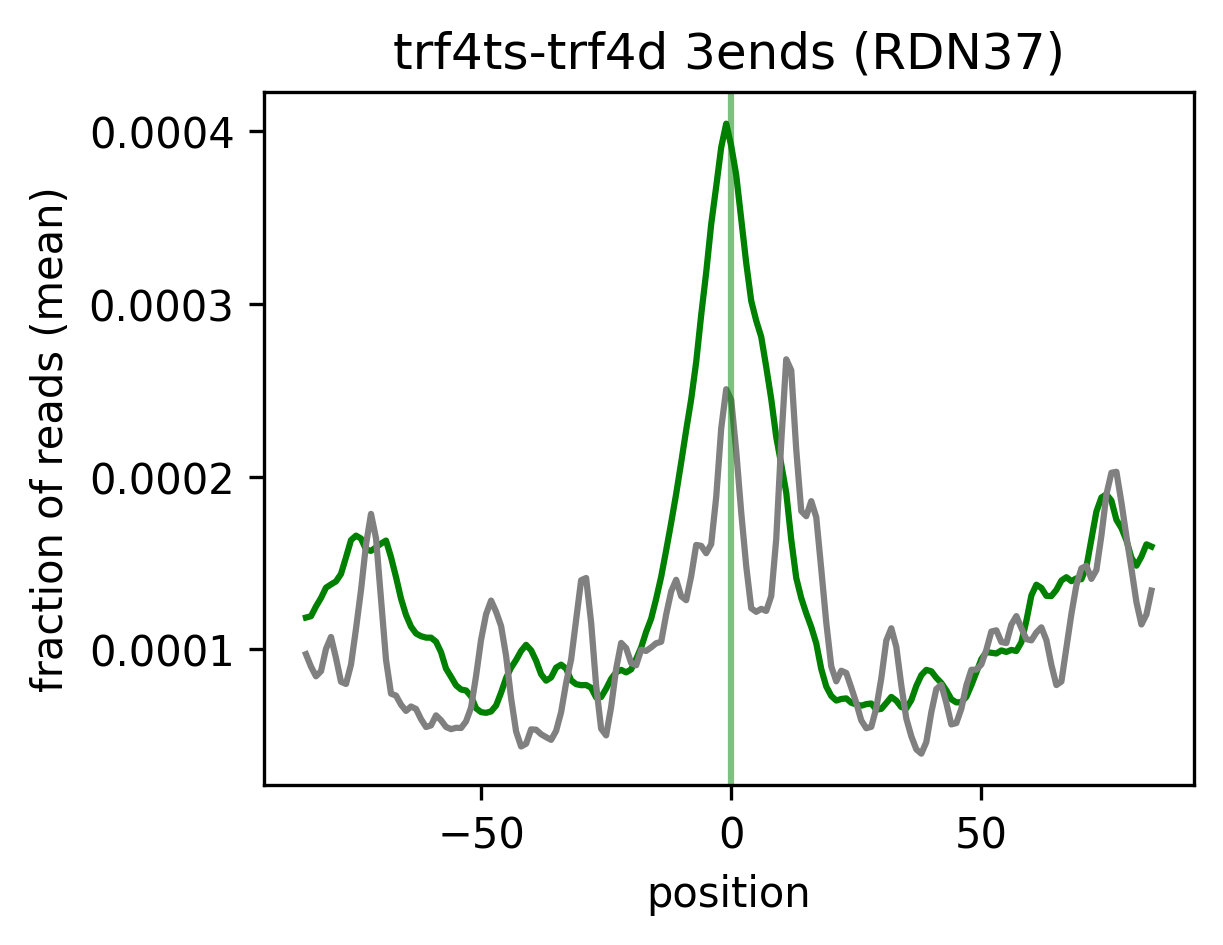 trf4ts-trf4d 3ends (RDN37)
0.0004
0.0003
0.0002
0.0001
fraction of reads (mean)
−50 0 50
position